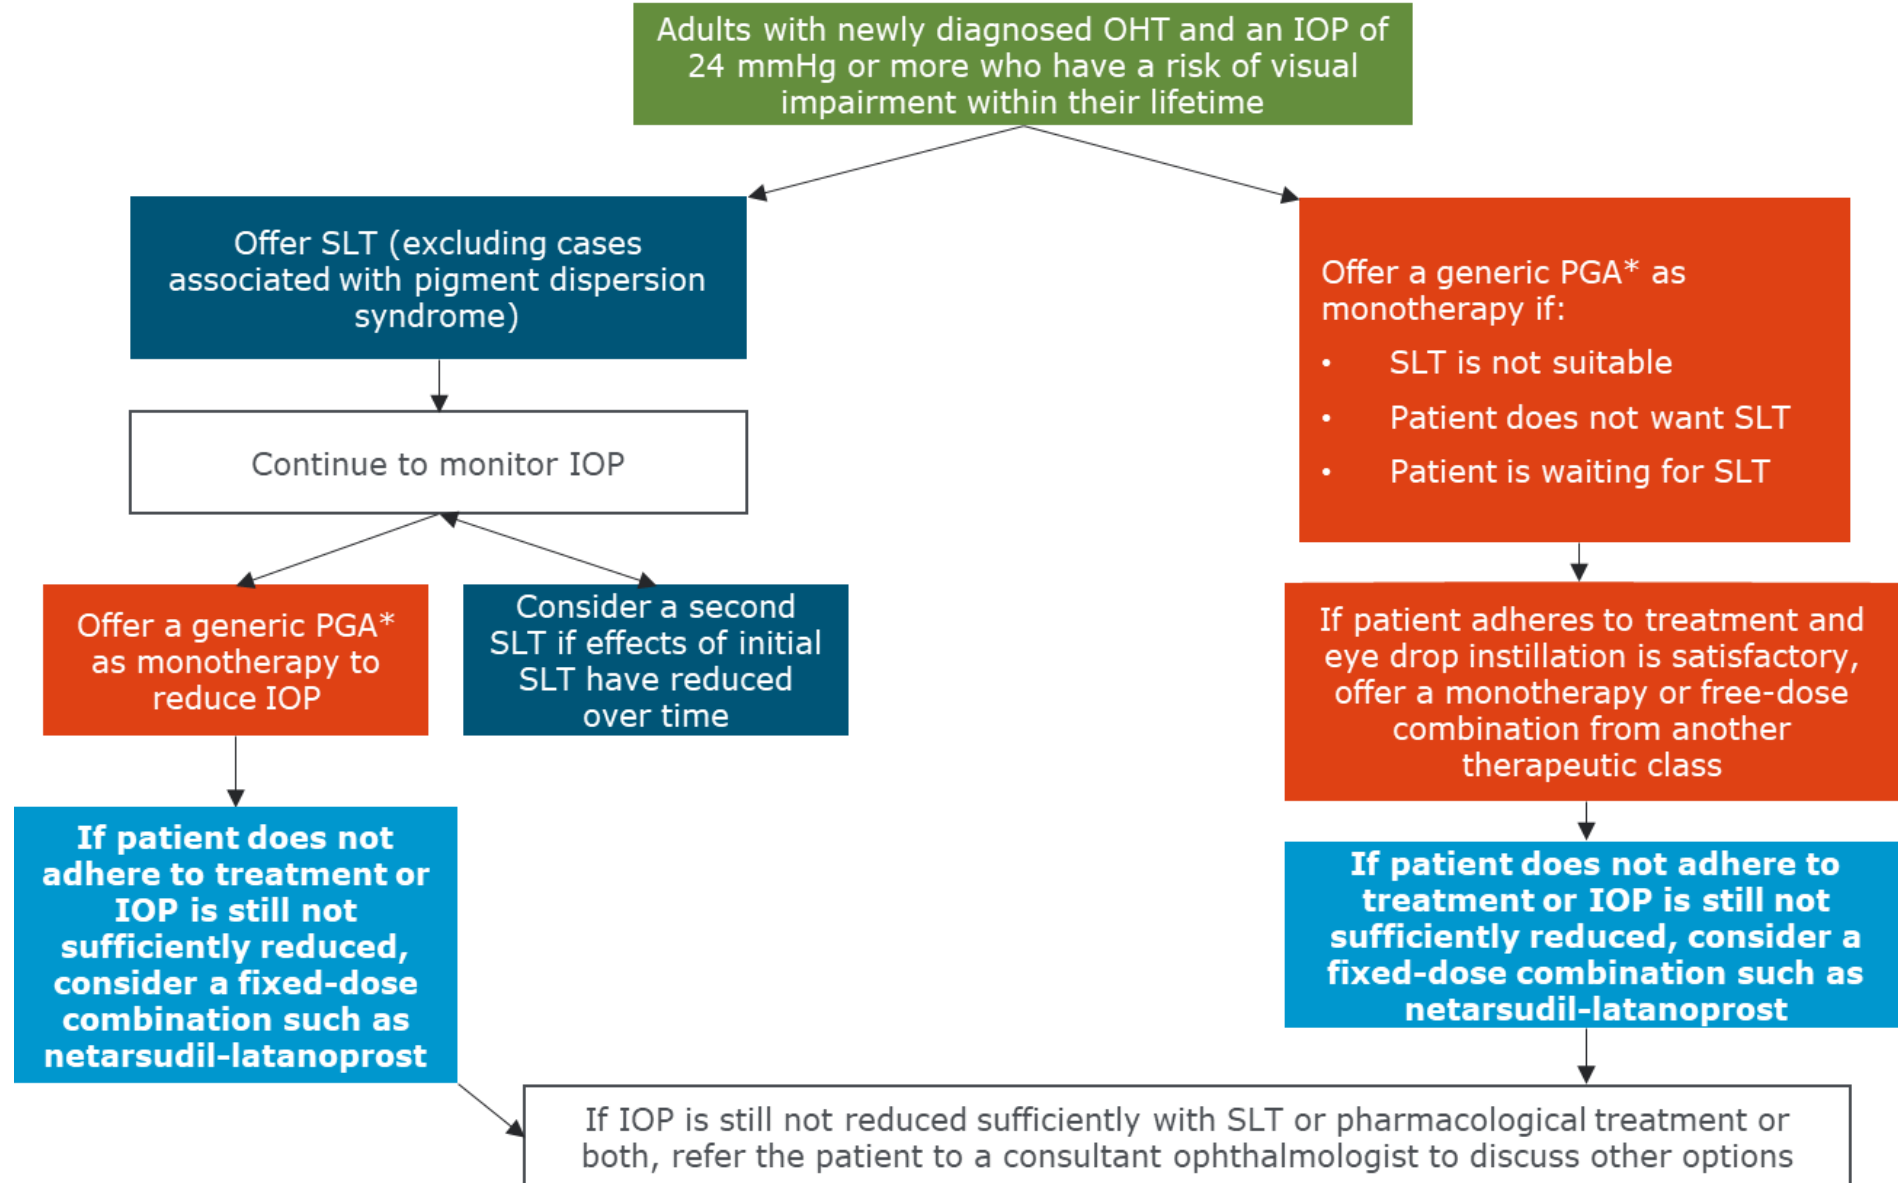 Adults with newly diagnosed OHT and an IOP of
24 mmHg or more who have a risk of visual
impairment within their lifetime
Offer SLT (excluding cases
associated with pigment dispersion
syndrome)
Continue to monitor IOP
Offer a generic PGA*
as monotherapy to
reduce IOP
Consider a second
SLT if effects of initial
SLT have reduced
over time
If patient does not
adhere to treatment or
IOP is still not
sufficiently reduced,
consider a fixed-dose
combination such as
netarsudil-latanoprost
Offer a generic PGA* as
monotherapy if:
• SLT is not suitable
• Patient does not want SLT
• Patient is waiting for SLT
If patient adheres to treatment and
eye drop instillation is satisfactory,
offer a monotherapy or free-dose
combination from another
therapeutic class
If patient does not adhere to
treatment or IOP is still not
sufficiently reduced, consider a
fixed-dose combination such as
netarsudil-latanoprost
If IOP is still not reduced sufficiently with SLT or pharmacological treatment or
both, refer the patient to a consultant ophthalmologist to discuss other options